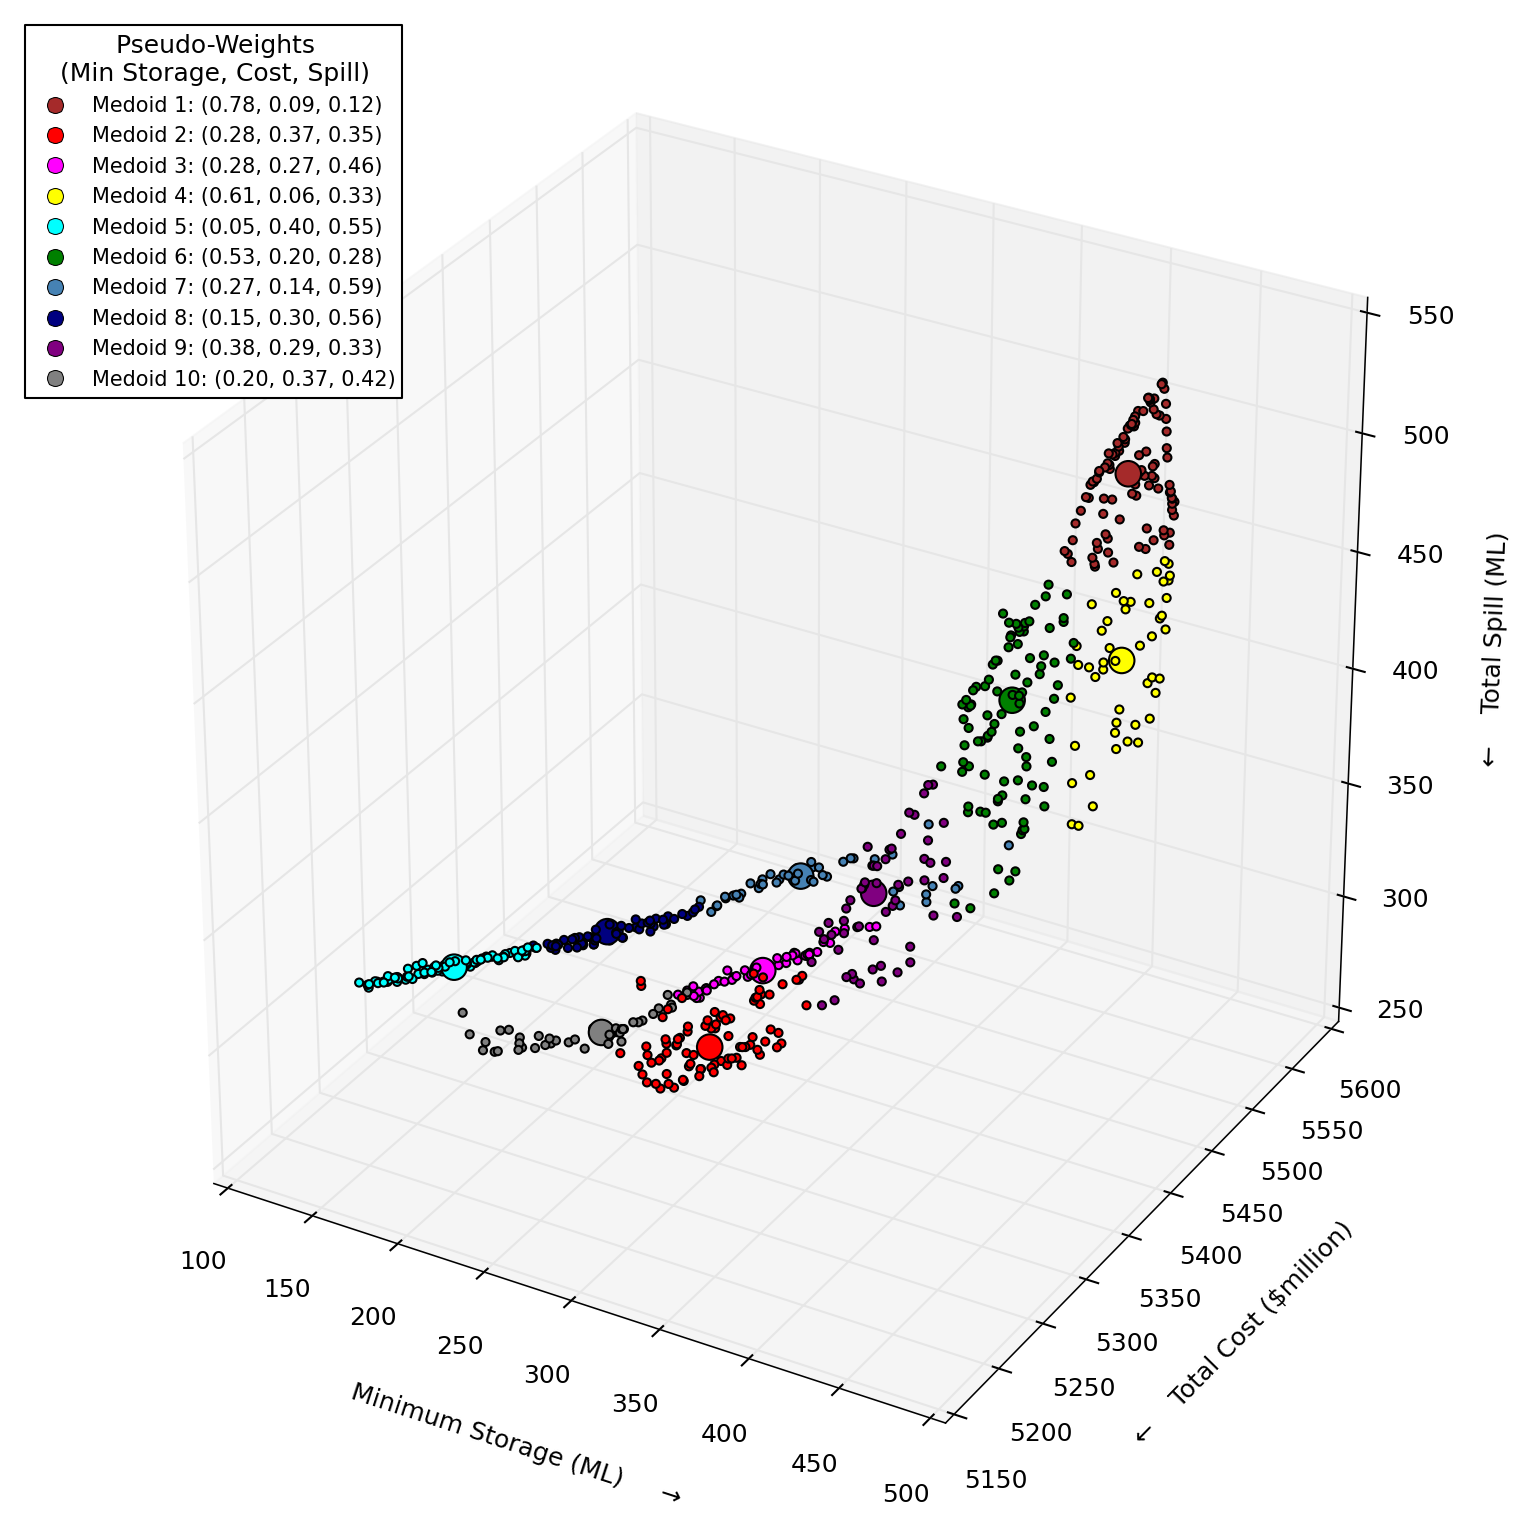 Pseudo-Weights
(Min Storage, Cost, Spill)
Medoid 1: (0.78, 0.09, 0.12)
Medoid 2: (0.28, 0.37, 0.35)
Medoid 3: (0.28, 0.27, 0.46)
Medoid 4: (0.61, 0.06, 0.33)
Medoid 5: (0.05, 0.40, 0.55)
Medoid 6: (0.53, 0.20, 0.28)
Medoid 7: (0.27, 0.14, 0.59)
Medoid 8: (0.15, 0.30, 0.56)
Medoid 9: (0.38, 0.29, 0.33)
Medoid 10: (0.20, 0.37, 0.42)
550
500
450
400
350
300
250
← Total Spill (ML)
5600
5550
5500
5450
5400
5350
5300
5250
5200
5150
← Total Cost ($million)
100
150
200
250
300
350
400
450
500
Minimum Storage (ML) →